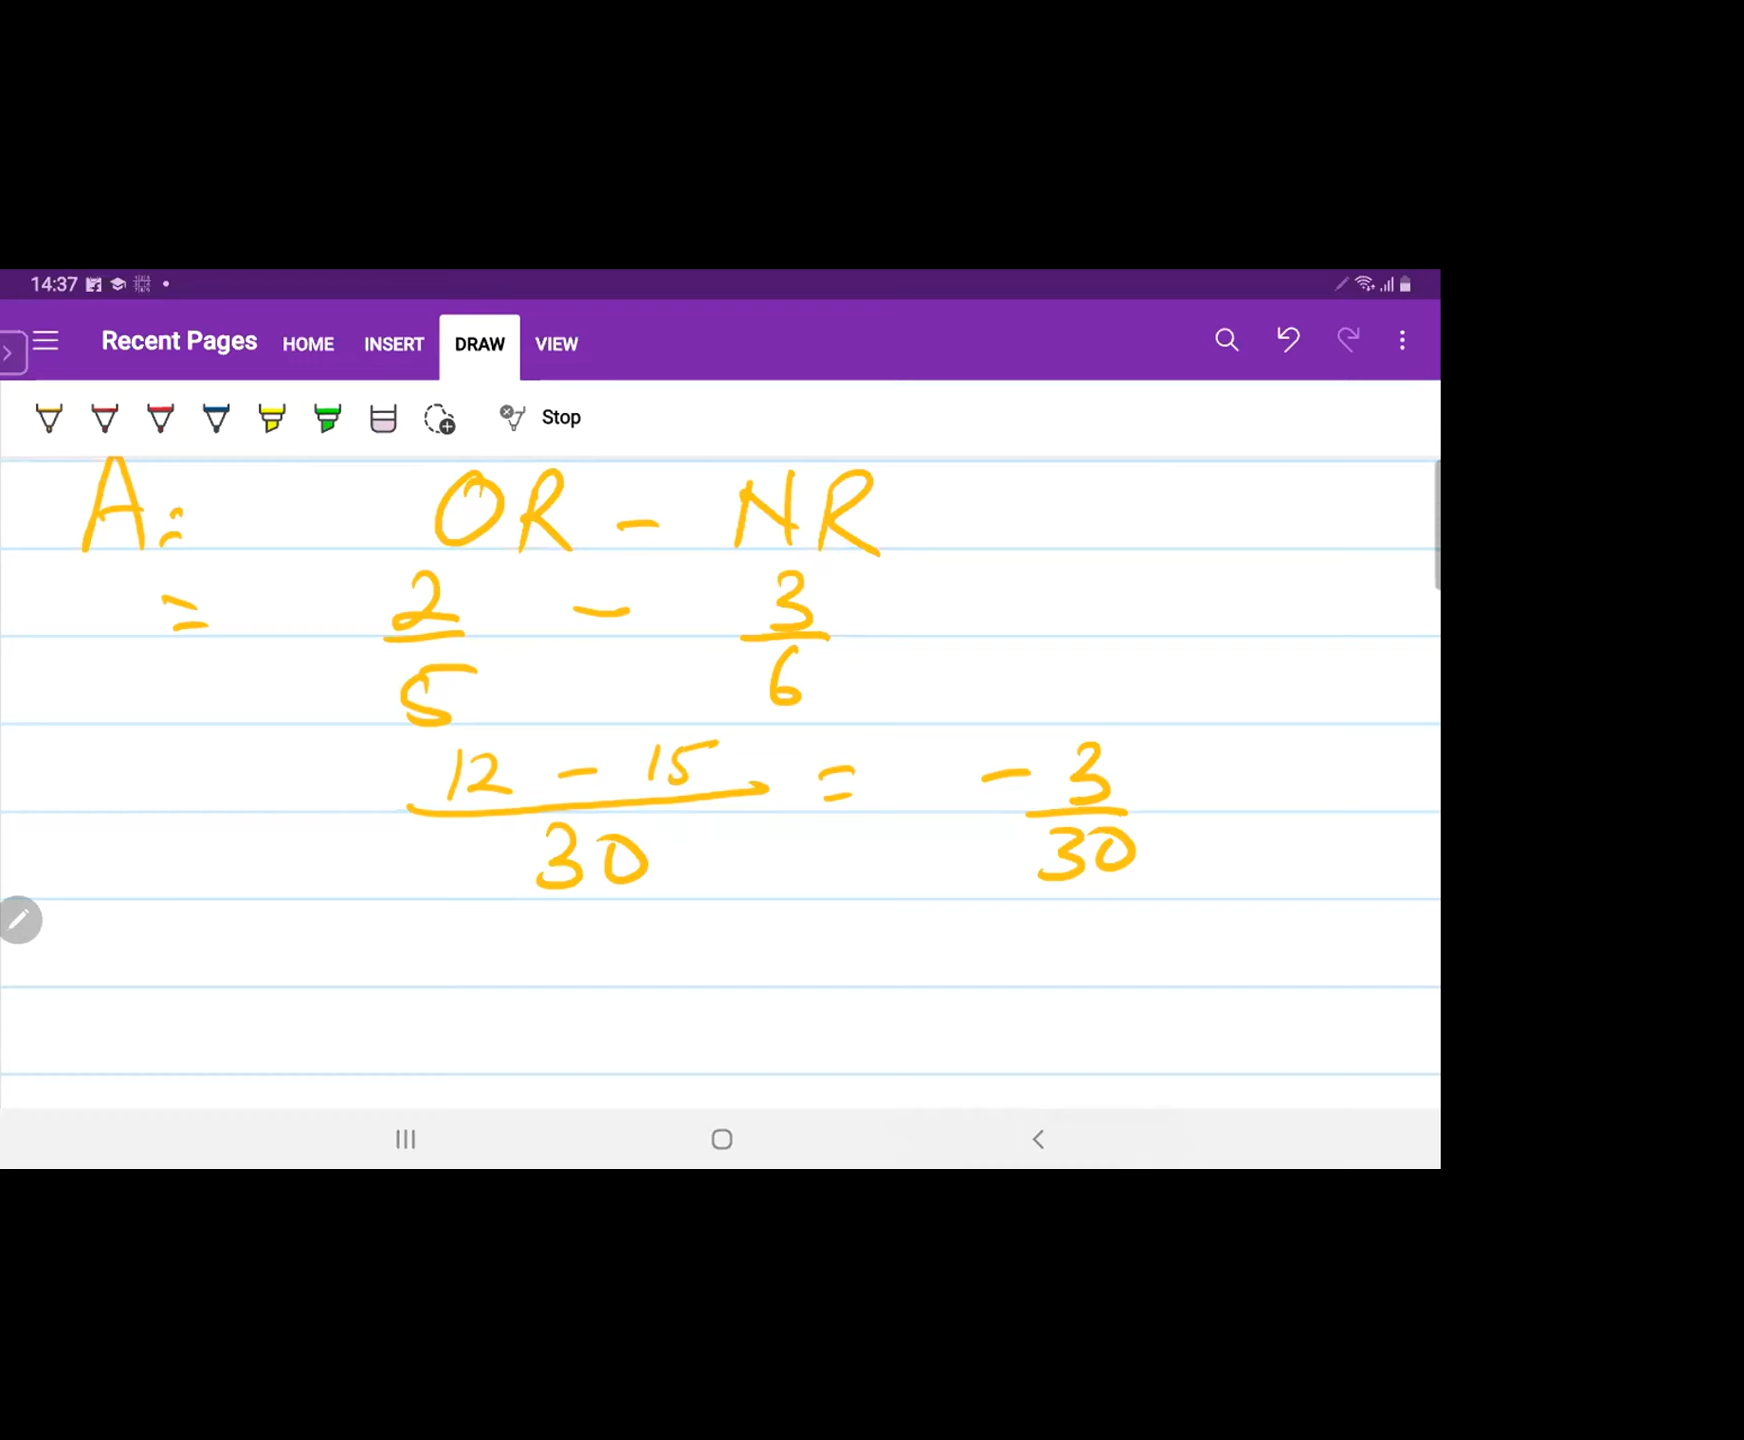 14:37
Recent Pages HOME INSERT DRAW VIEW
Stop
A: OR - NR
= 2/5 - 3/6
12 - 15 / 30 = - 3/30